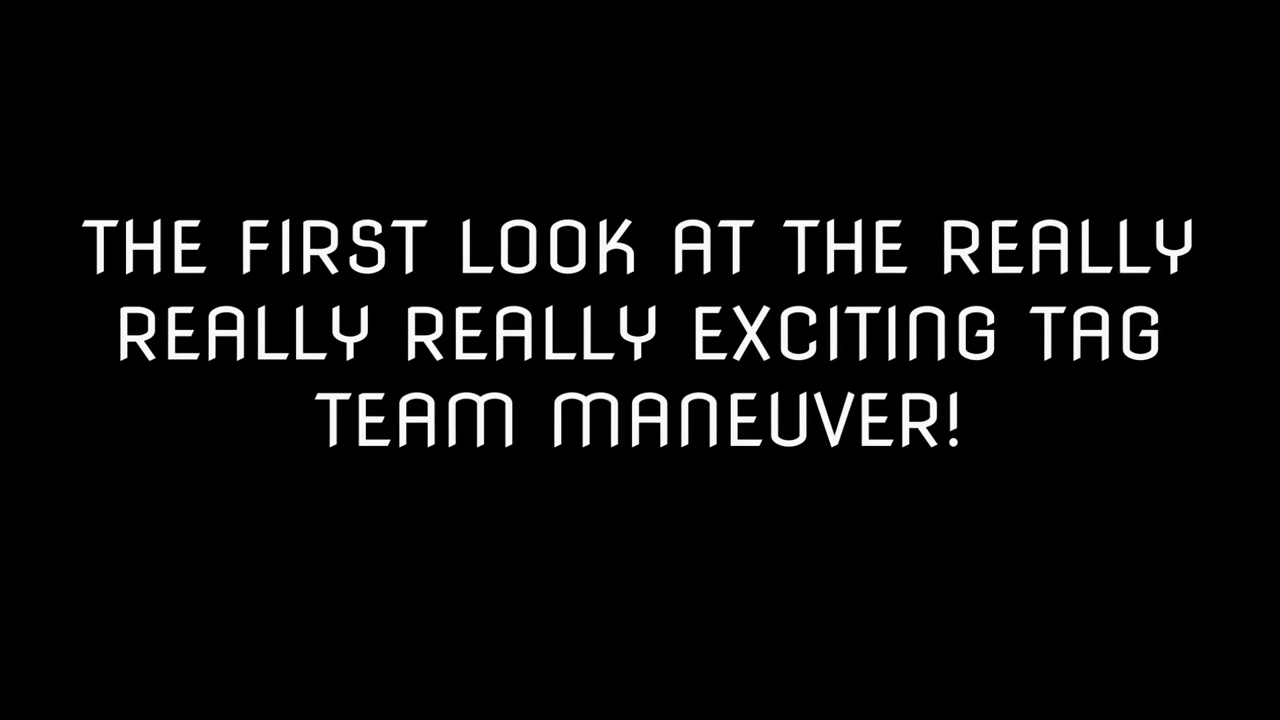 THE FIRST LOOK AT THE REALLY
REALLY REALLY EXCITING TAG
TEAM MANEUVER!